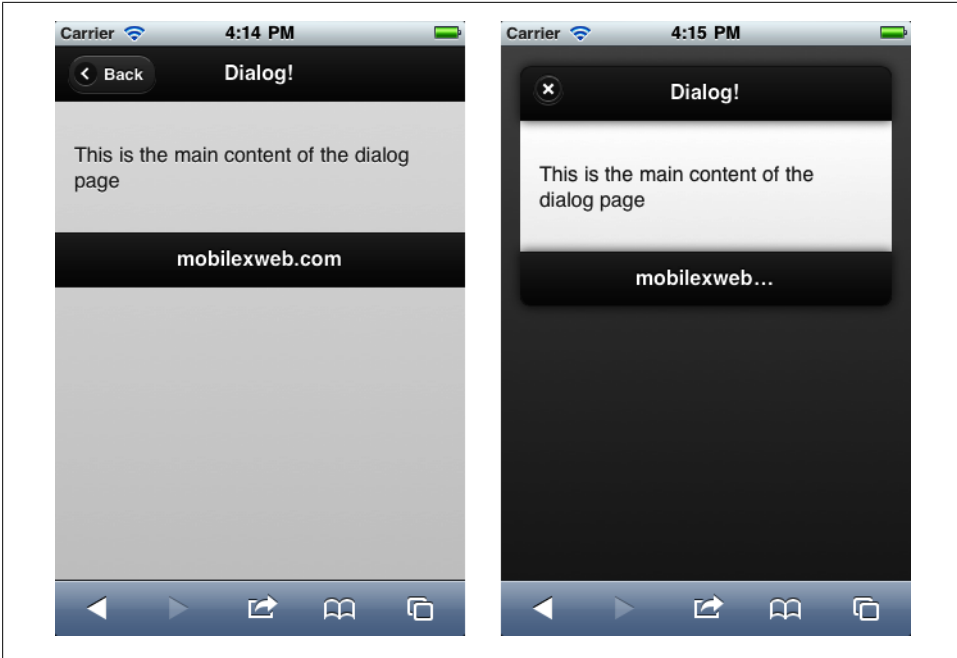 Carrier 4:14 PM
Back Dialog!
This is the main content of the dialog
page
mobilexweb.com
Carrier 4:15 PM
Dialog!
This is the main content of the
dialog page
mobilexweb...